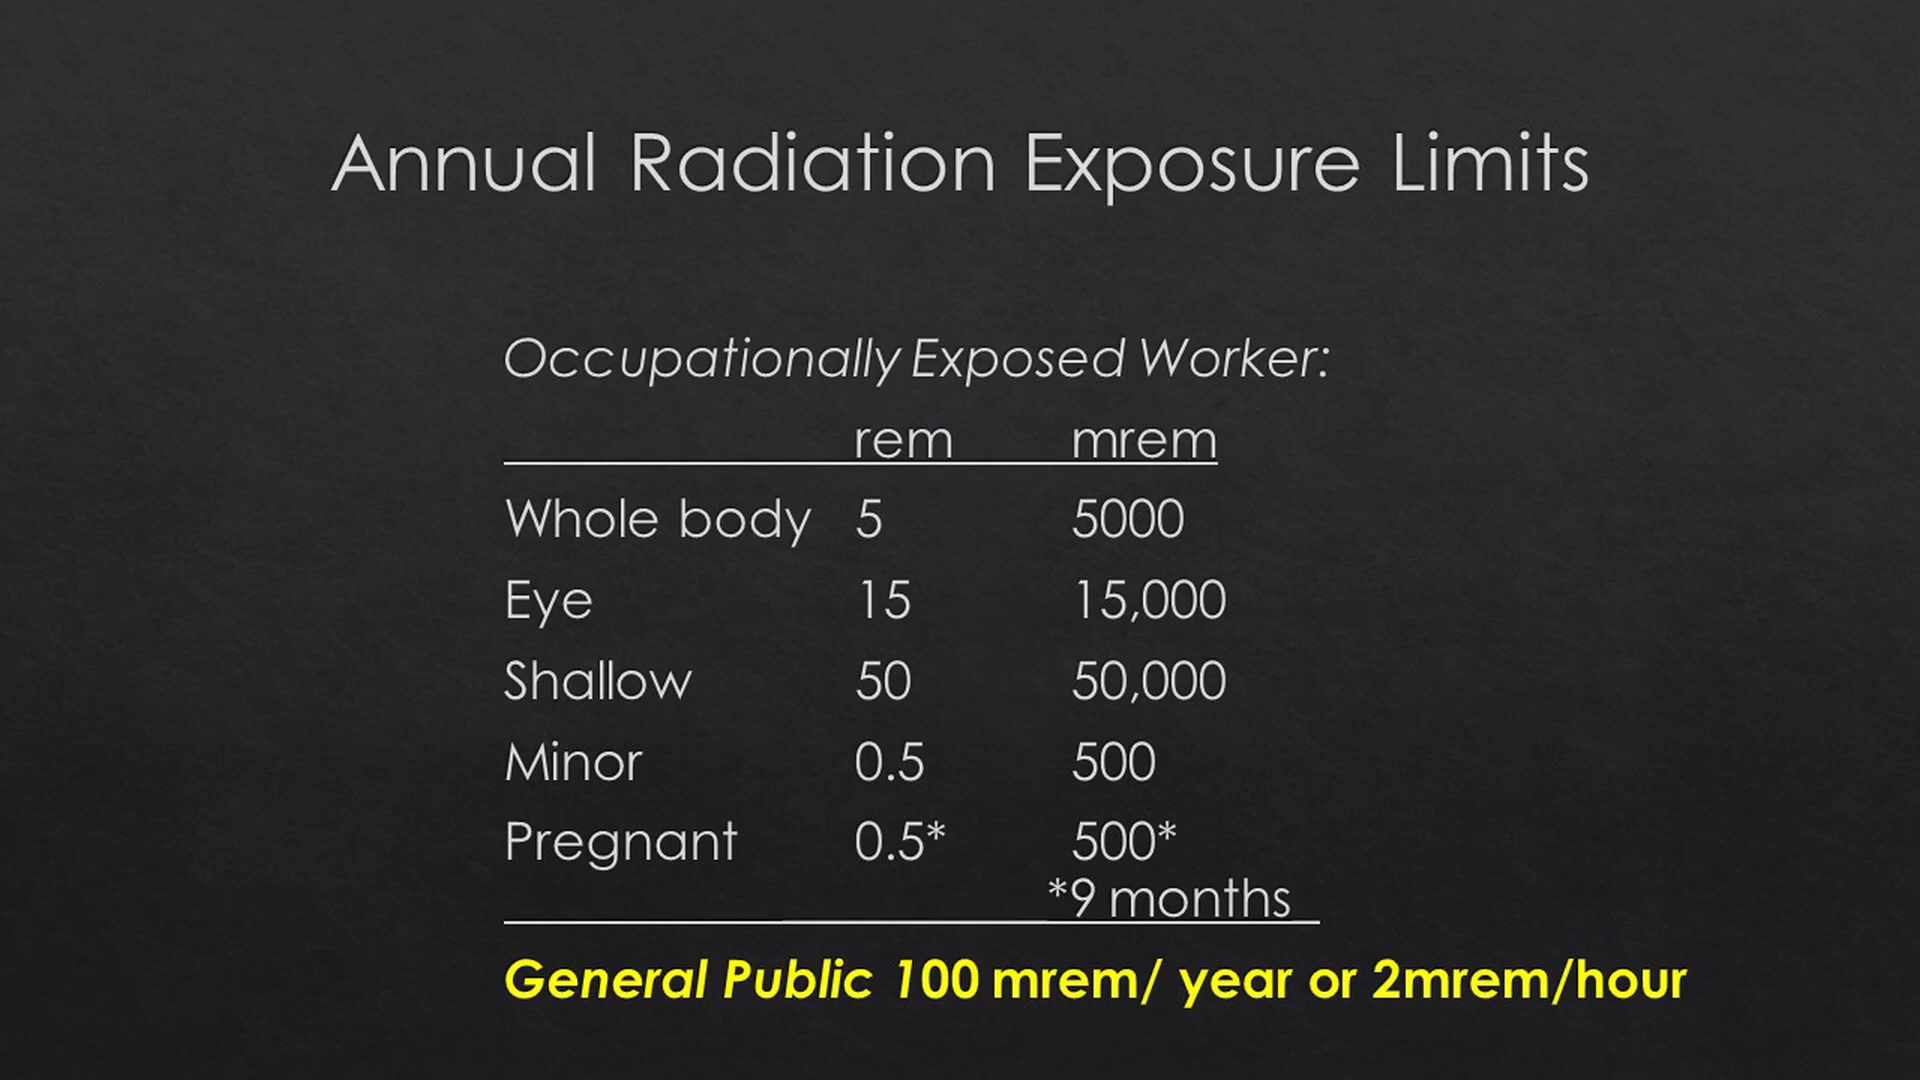 Annual Radiation Exposure Limits
Occupationally Exposed Worker:
rem mrem
Whole body 5 5000
Eye 15 15,000
Shallow 50 50,000
Minor 0.5 500
Pregnant 0.5* 500*
*9 months
General Public 100 mrem/ year or 2mrem/hour